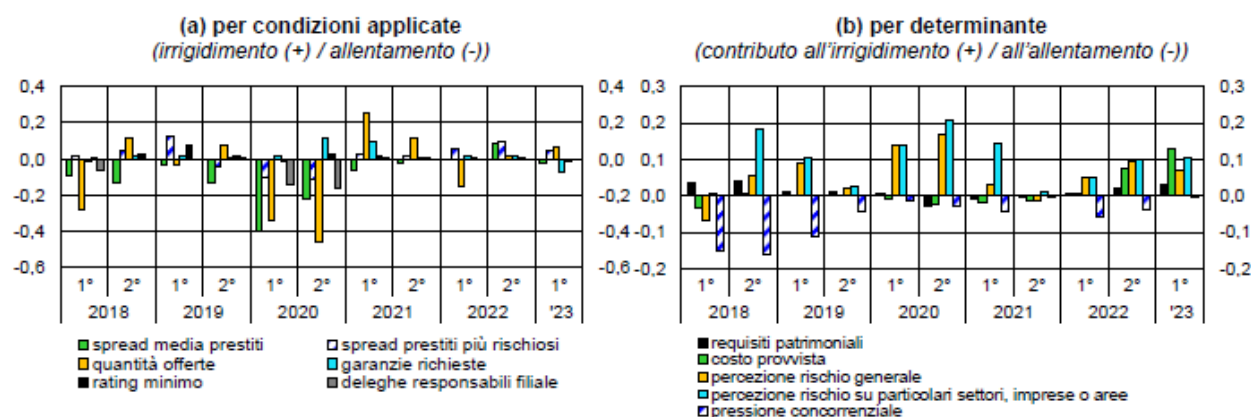 (a) per condizioni applicate
(irrigidimento (+) / allentamento (-))
0,4 0,4
0,2 0,2
0,0 0,0
-0,2 -0,2
-0,4 -0,4
-0,6 -0,6
1° 2° 1° 2° 1° 2° 1° 2° 1° 2° 1°
2018 2019 2020 2021 2022 '23
spread media prestiti spread prestiti più rischiosi
quantità offerte garanzie richieste
rating minimo deleghe responsabili filiale
(b) per determinante
(contributo all'irrigidimento (+) / all'allentamento (-))
0,3 0,3
0,2 0,2
0,1 0,1
0,0 0,0
-0,1 -0,1
-0,2 -0,2
1° 2° 1° 2° 1° 2° 1° 2° 1° 2° 1°
2018 2019 2020 2021 2022 '23
requisiti patrimoniali
costo provvista
percezione rischio generale
percezione rischio su particolari settori, imprese o aree
pressione concorrenziale